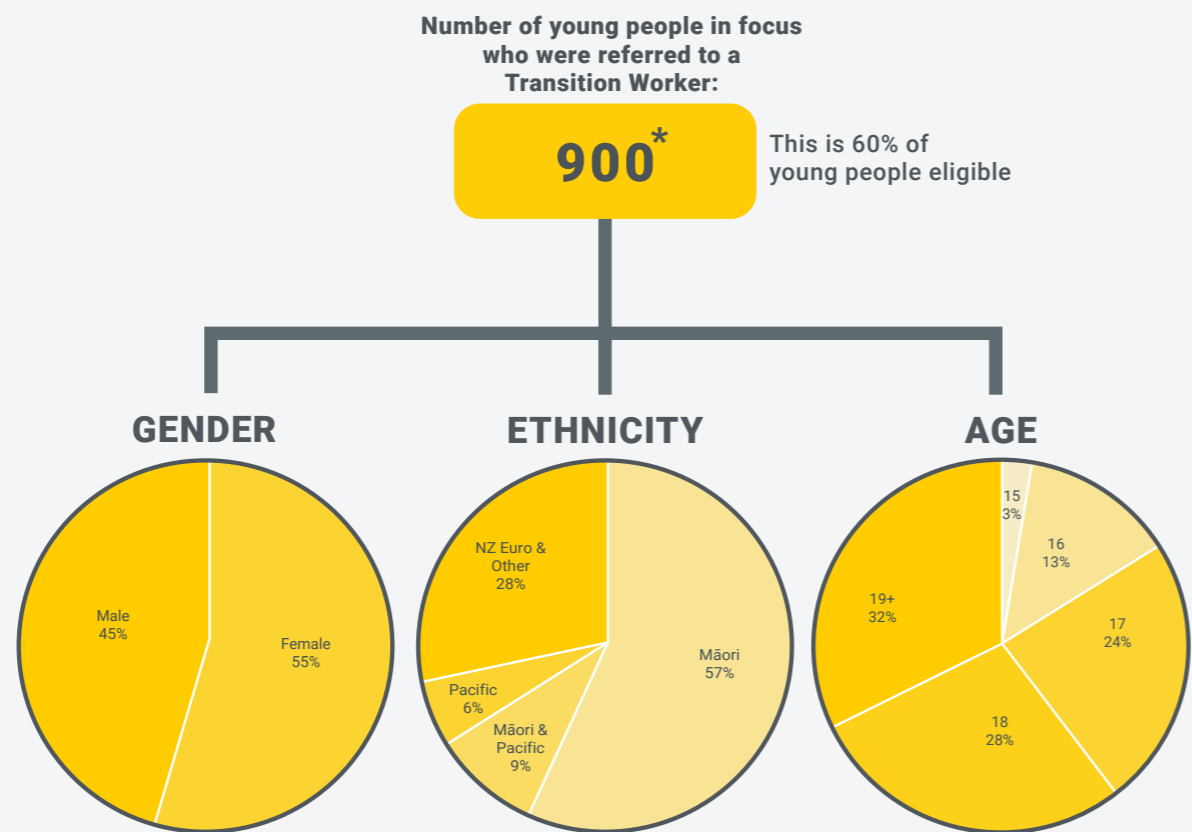 Number of young people in focus
who were referred to a
Transition Worker:
900*
This is 60% of
young people eligible
GENDER
Male
45%
Female
55%
ETHNICITY
NZ Euro &
Other
28%
Pacific
6%
Māori &
Pacific
9%
Māori
57%
AGE
15
3%
16
13%
17
24%
18
28%
19+
32%